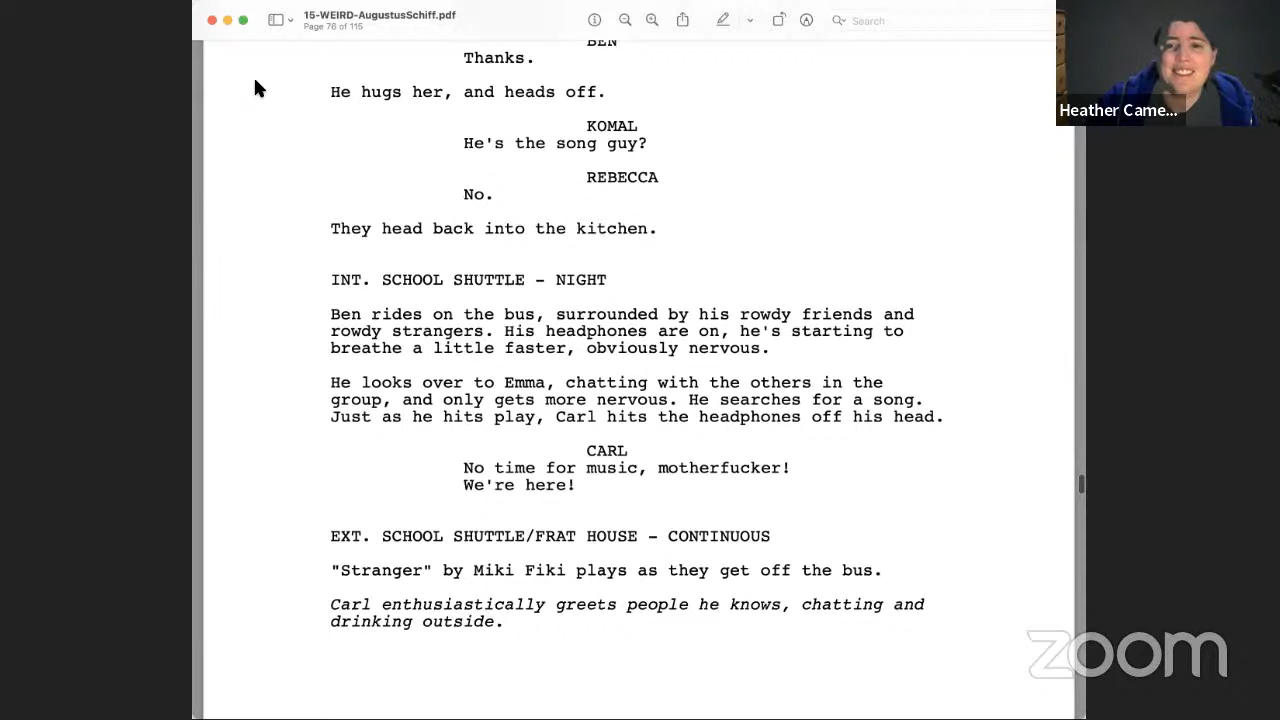 15-WEIRD-AugustusSchiff.pdf
Page 76 of 115
Search
BEN
Thanks.
He hugs her, and heads off.
KOMAL
He's the song guy?
REBECCA
No.
They head back into the kitchen.
INT. SCHOOL SHUTTLE - NIGHT
Ben rides on the bus, surrounded by his rowdy friends and
rowdy strangers. His headphones are on, he's starting to
breathe a little faster, obviously nervous.
He looks over to Emma, chatting with the others in the
group, and only gets more nervous. He searches for a song.
Just as he hits play, Carl hits the headphones off his head.
CARL
No time for music, motherfucker!
We're here!
EXT. SCHOOL SHUTTLE/FRAT HOUSE - CONTINUOUS
"Stranger" by Miki Fiki plays as they get off the bus.
Carl enthusiastically greets people he knows, chatting and
drinking outside.
Heather Came...
zoom